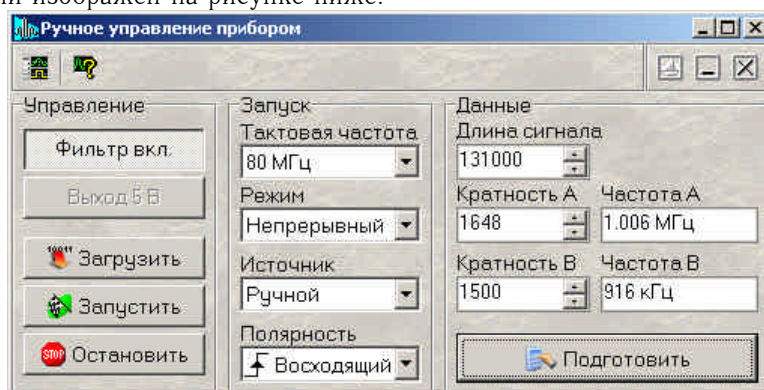 и изображен на рисунке ниже.
Ручное управление прибором
Управление
Фильтр вкл.
Выход 5 В
Загрузить
Запустить
STOP Остановить
Запуск
Тактовая частота
80 МГц
Режим
Непрерывный
Источник
Ручной
Полярность
Восходящий
Данные
Длина сигнала
131000
Кратность А Частота А
1648 1.006 МГц
Кратность В Частота В
1500 916 кГц
Подготовить